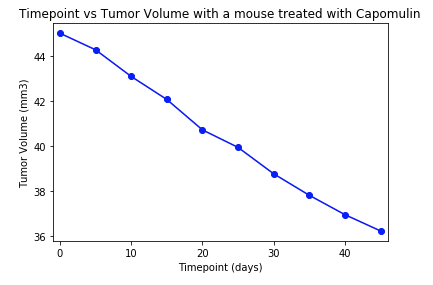 Timepoint vs Tumor Volume with a mouse treated with Capomulin
44
42
40
38
36
Tumor Volume (mm3)
0 10 20 30 40
Timepoint (days)